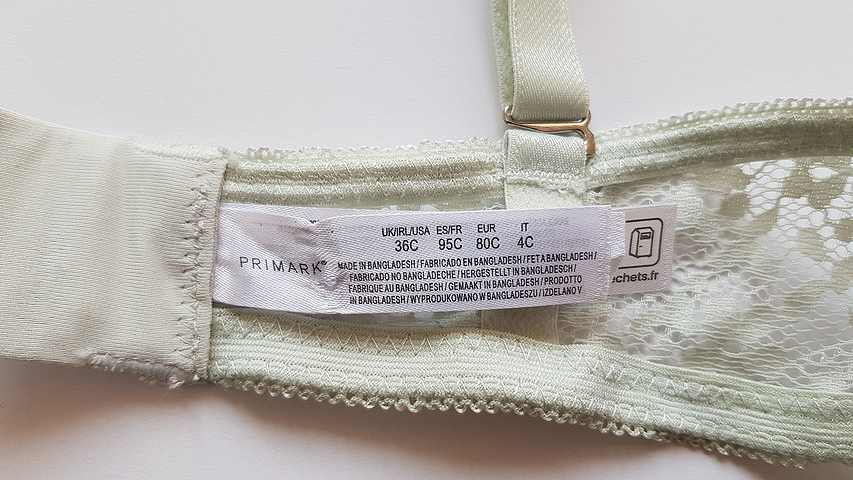 PRIMARK®
UK/IRL/USA ES/FR EUR IT
36C 95C 80C 4C
MADE IN BANGLADESH / FABRICADO EN BANGLADESH / FET A BANGLADESH /
FABRICADO NO BANGLADECHE / HERGESTELLT IN BANGLADESCH /
FABRIQUE AU BANGLADESH / GEMAAKT IN BANGLADESH / PRODOTTO
IN BANGLADESH / WYPRODUKOWANO W BANGLADESZU / IZDELANO V
echets.fr